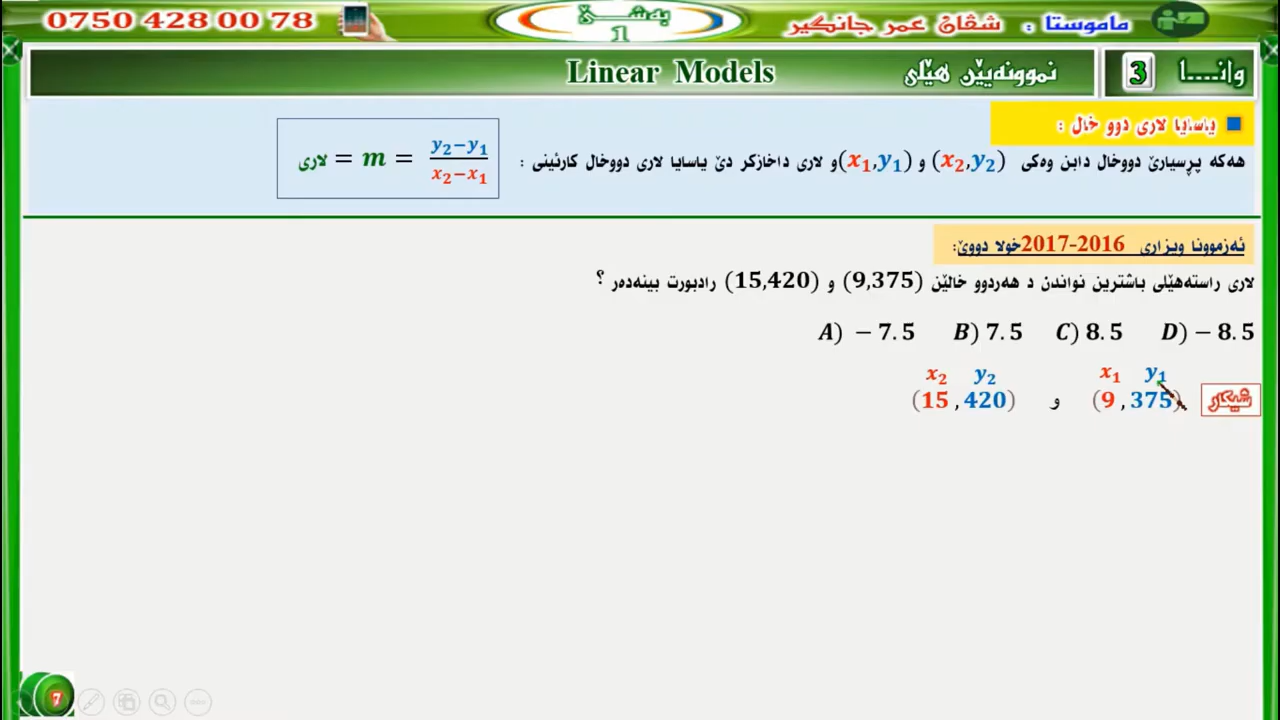 ماموستا : شڤان عمر جانگیر
بەشێ
1
0750 428 00 78
وانا 3
نموونەیێن هێلی Linear Models
یاسایا لاری دوو خال :
هەکە پرسیارێ دووخال دابن وەکی (x₂,y₂) و (x₁,y₁) و لاری داخازکر دێ یاسایا لاری دووخال کارئینی :
لاری = m = (y₂−y₁)/(x₂−x₁)
ئەزموونا ویزاری 2016-2017 خولا دووێ:
لاری راستەهێلی باشترین نواندن د هەردوو خالێن (9,375) و (15,420) رادبورت بینەدەر ؟
A) − 7.5 B) 7.5 C) 8.5 D) − 8.5
x₁ y₁ x₂ y₂
شیکار (9 ,375) و (15 ,420)
7